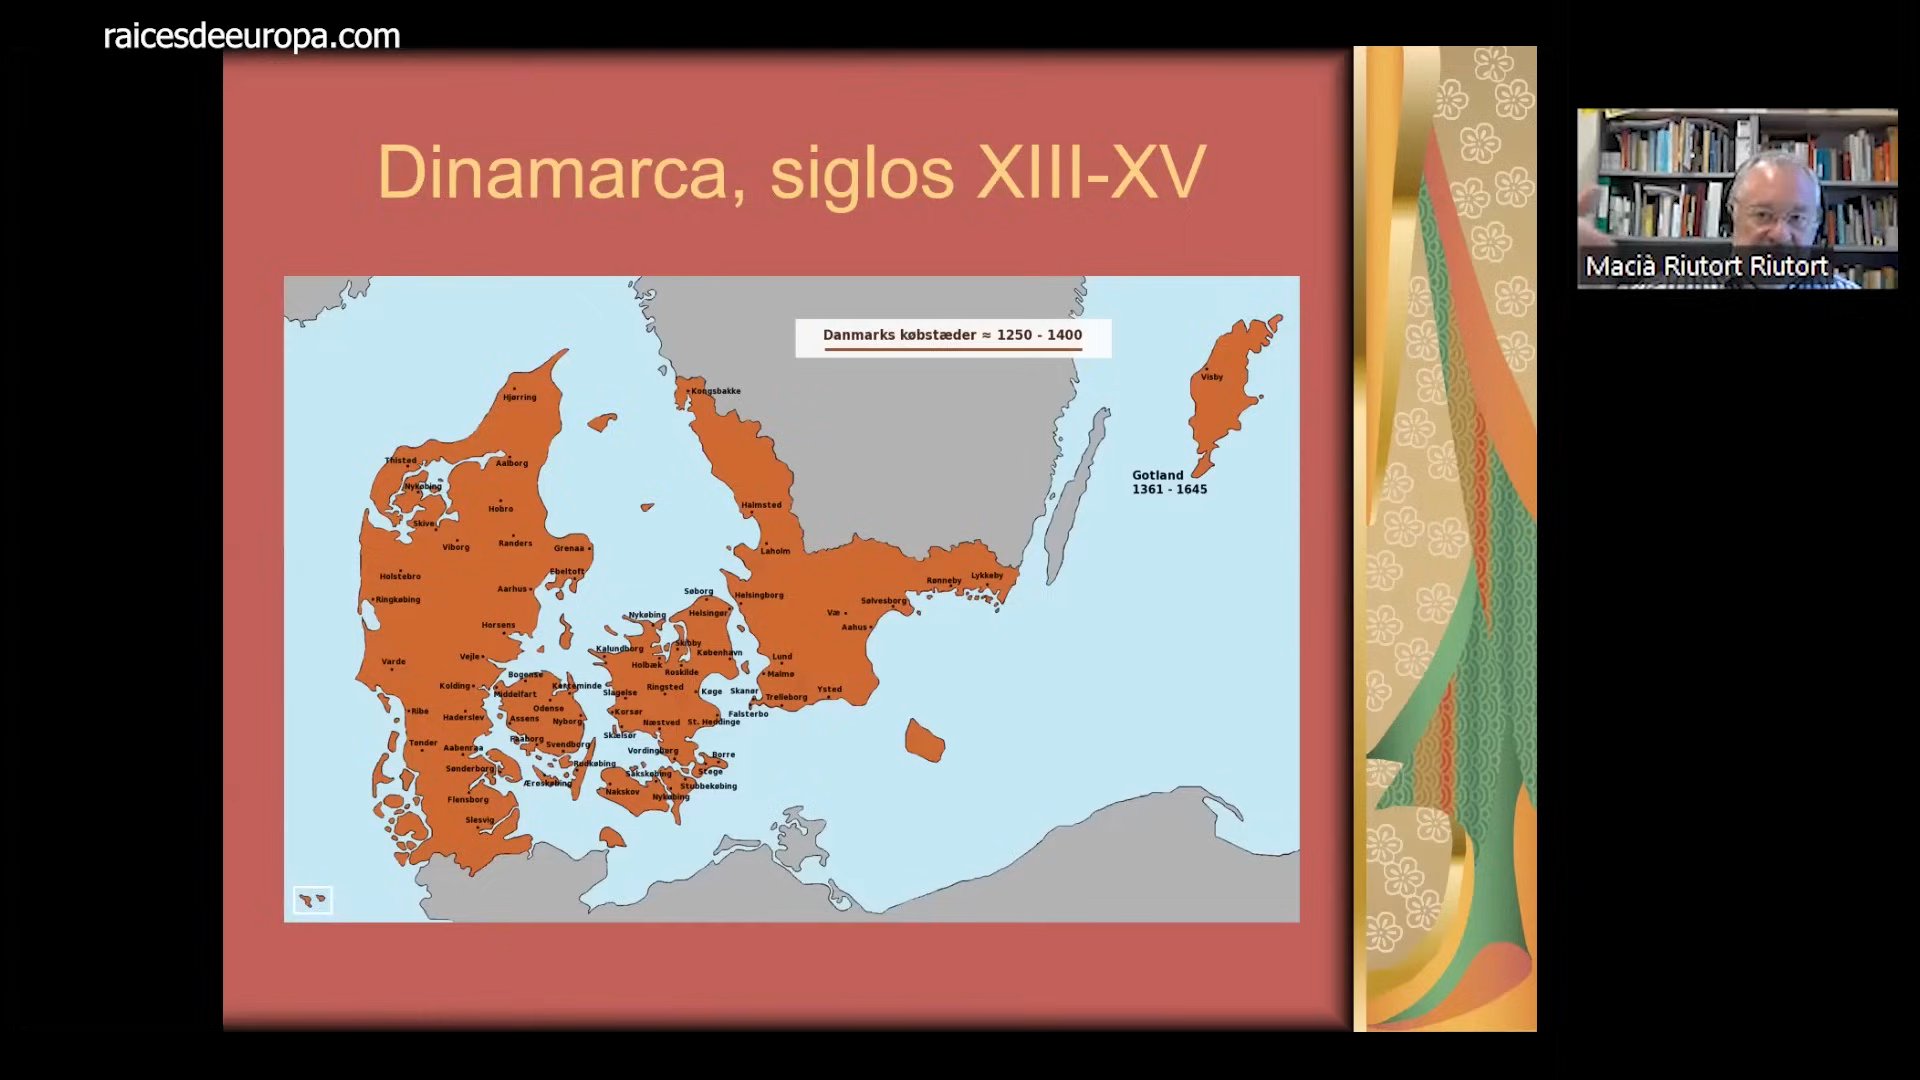 raicesdeeuropa.com
Dinamarca, siglos XIII-XV
Macià Riutort Riutort
Danmarks købstæder ≈ 1250 - 1400
Kongsbakke
Visby
Hjørring
Thisted
Aalborg
Gotland
1361 - 1645
Nykøbing
Hobro
Halmsted
Skive
Viborg
Randers
Grenaa
Laholm
Holstebro
Ebeltoft
Rønneby
Lykkeby
Aarhus
Søborg
Helsingborg
Ringkøbing
Sølvesborg
Nykøbing
Helsingør
Væ
Horsens
Aahus
Skibby
Kalundborg
København
Varde
Vejle
Holbæk
Lund
Roskilde
Malmø
Bogense
Kolding
Middelfart
Kerteminde
Slagelse
Ringsted
Køge
Skanør
Ysted
Trelleborg
Ribe
Haderslev
Odense
Assens
Nyborg
Korsør
Næstved
St. Heddinge
Falsterbo
Skælsør
Tønder
Aabenraa
Faaborg
Svendborg
Vordingborg
Borre
Sønderborg
Rudkøbing
Sakskøbing
Stege
Ærøskøbing
Stubbekøbing
Flensborg
Nakskov
Nykøbing
Slesvig